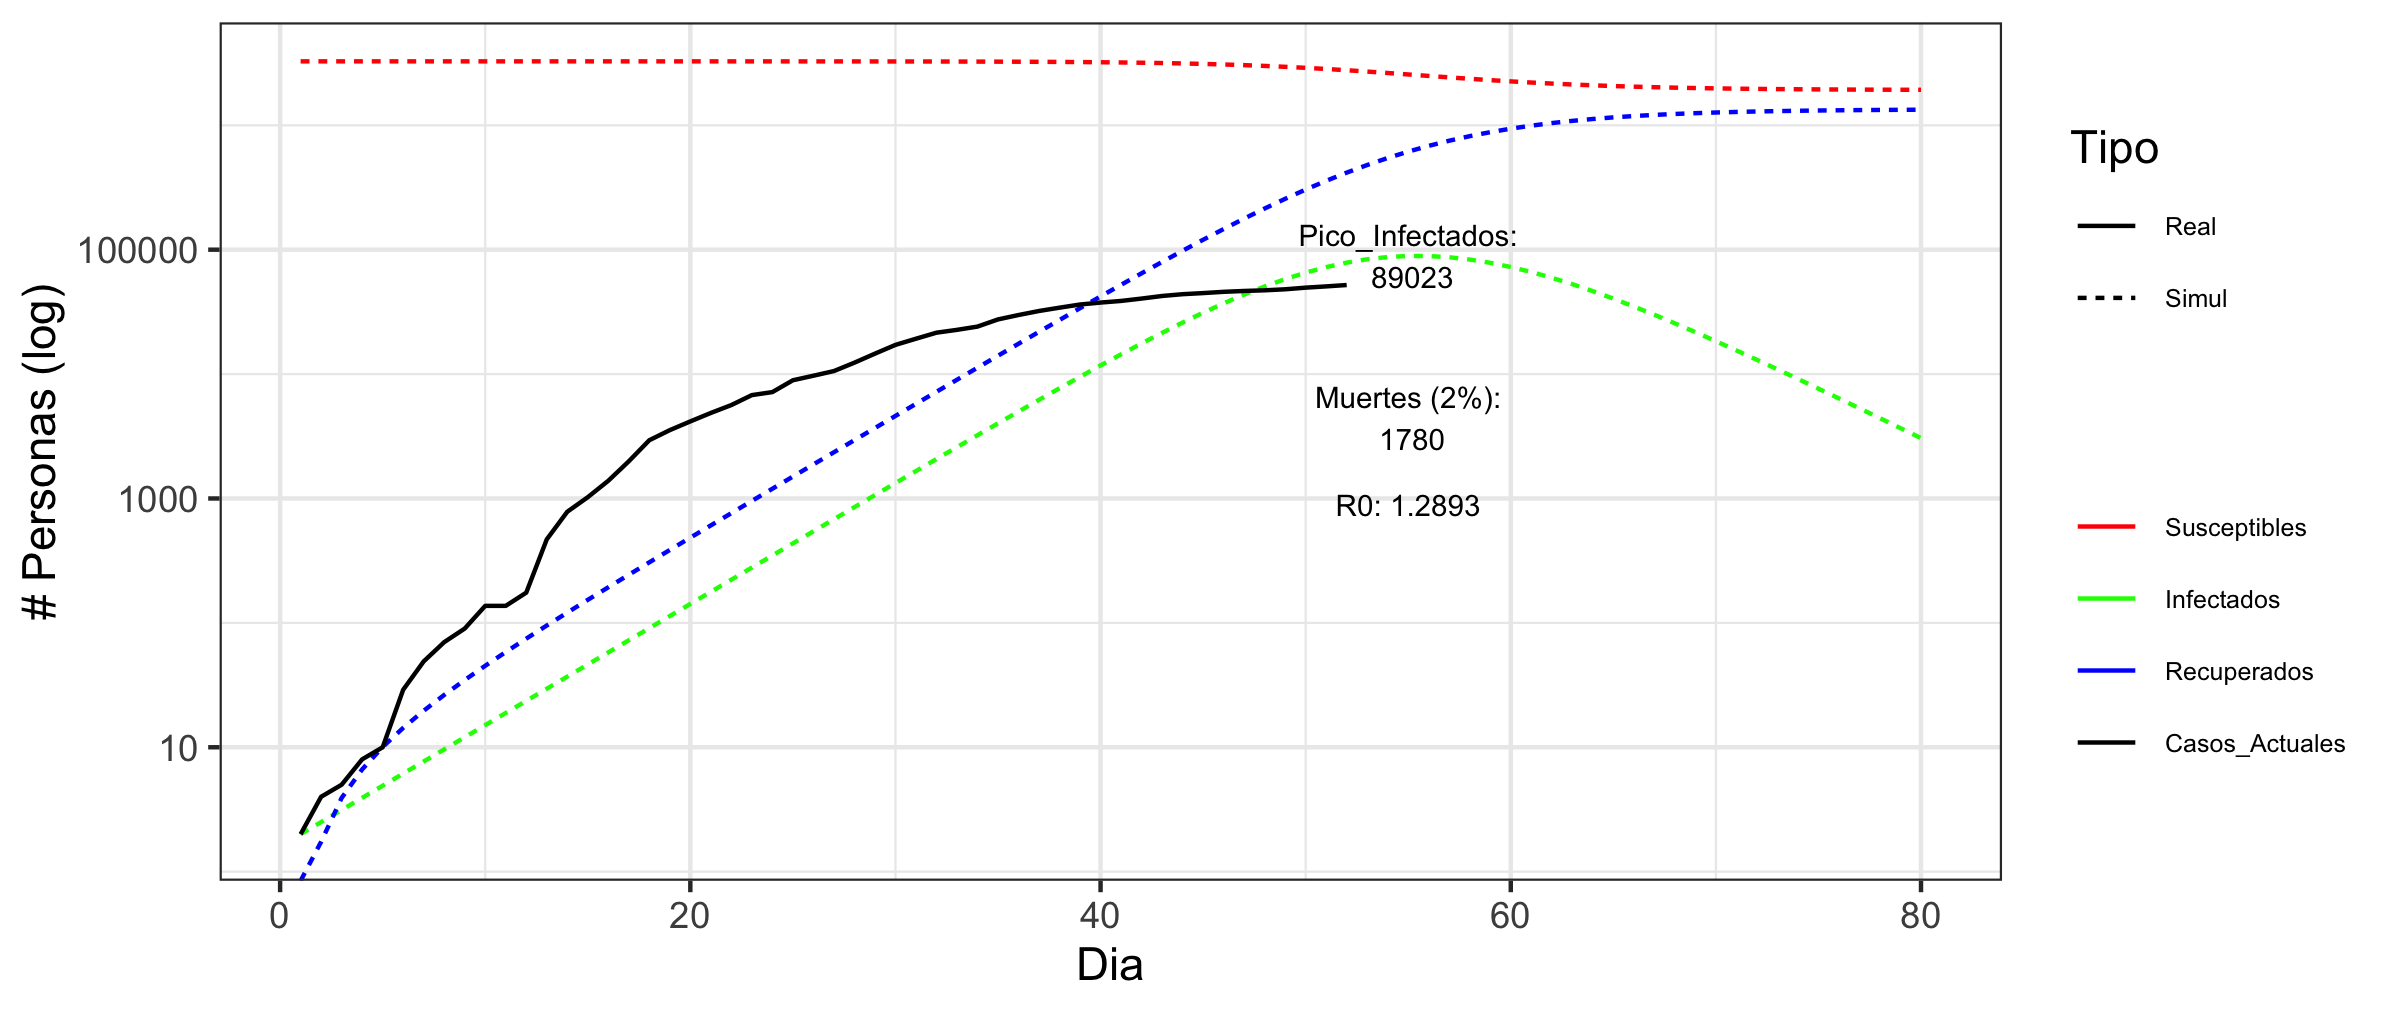 # Personas (log)
100000
1000
10
Pico_Infectados:
89023
Muertes (2%):
1780
R0: 1.2893
0
20
40
60
80
Dia
Tipo
Real
Simul
Susceptibles
Infectados
Recuperados
Casos_Actuales